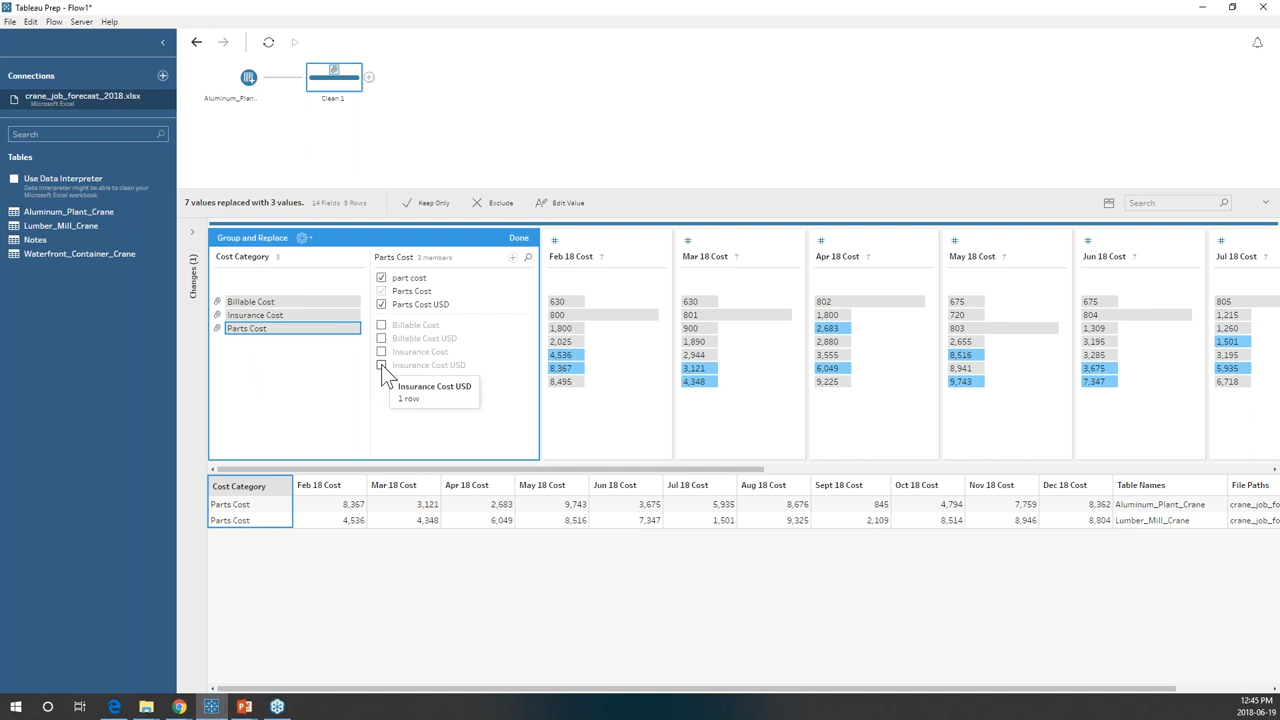 Tableau Prep - Flow1*
File Edit Flow Server Help
Connections
crane_job_forecast_2018.xlsx
Microsoft Excel
Search
Tables
Use Data Interpreter
Data Interpreter might be able to clean your
Microsoft Excel workbook.
Aluminum_Plant_Crane
Lumber_Mill_Crane
Notes
Waterfront_Container_Crane
Aluminum_Plan...
Clean 1
7 values replaced with 3 values. 14 Fields 9 Rows Keep Only Exclude Edit Value Search
Changes (1)
Group and Replace Done
Cost Category 3
Billable Cost
Insurance Cost
Parts Cost
Parts Cost 3 members
part cost
Parts Cost
Parts Cost USD
Billable Cost
Billable Cost USD
Insurance Cost
Insurance Cost USD
Insurance Cost USD
1 row
# # # # # #
Feb 18 Cost ? Mar 18 Cost ? Apr 18 Cost ? May 18 Cost ? Jun 18 Cost ? Jul 18 Cost ?
630 630 802 675 675 805
800 801 1,800 720 804 1,215
1,800 900 2,683 803 1,309 1,260
2,025 1,890 2,880 2,655 3,195 1,501
4,536 2,944 3,555 8,516 3,285 3,195
8,367 3,121 6,049 8,941 3,675 5,935
8,495 4,348 9,225 9,743 7,347 6,718
Cost Category Feb 18 Cost Mar 18 Cost Apr 18 Cost May 18 Cost Jun 18 Cost Jul 18 Cost Aug 18 Cost Sept 18 Cost Oct 18 Cost Nov 18 Cost Dec 18 Cost Table Names File Paths
Parts Cost 8,367 3,121 2,683 9,743 3,675 5,935 8,676 845 4,794 7,759 8,362 Aluminum_Plant_Crane crane_job_fo
Parts Cost 4,536 4,348 6,049 8,516 7,347 1,501 9,325 2,109 8,514 8,946 8,804 Lumber_Mill_Crane crane_job_fo
12:45 PM
2018-06-19